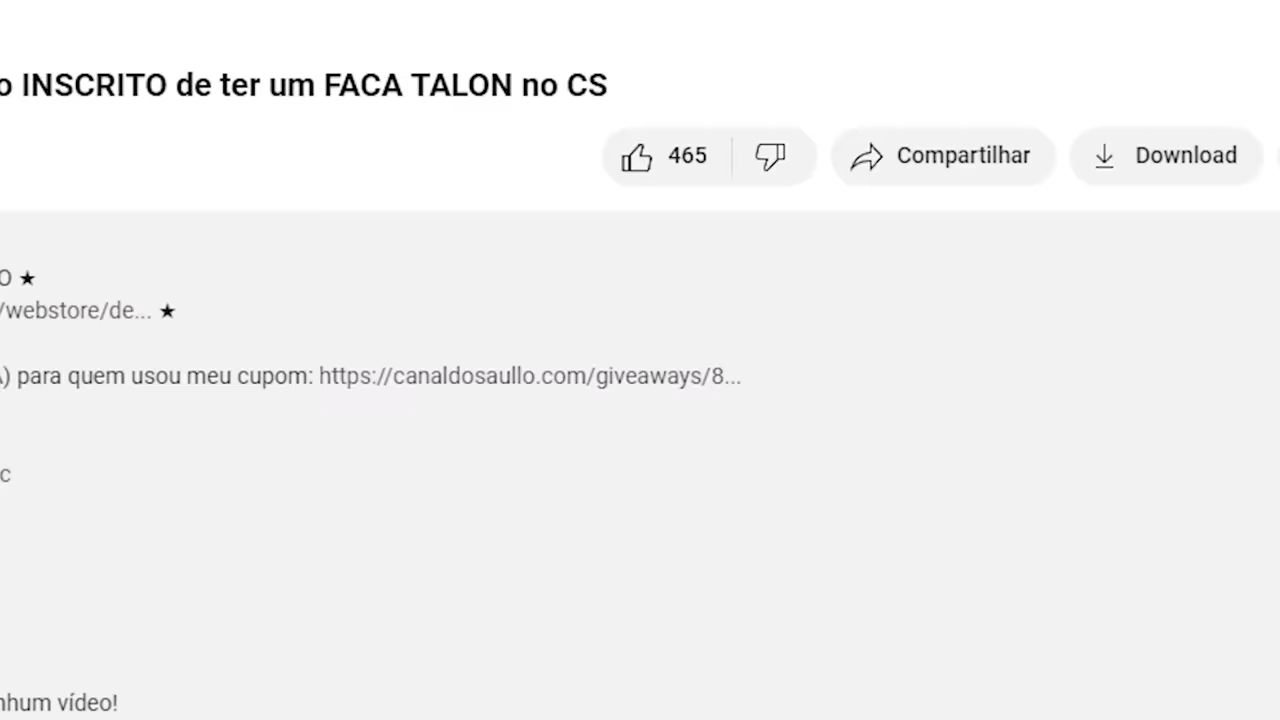 o INSCRITO de ter um FACA TALON no CS
465
Compartilhar
Download
O ★
/webstore/de... ★
) para quem usou meu cupom: https://canaldosaullo.com/giveaways/8...
c
nhum vídeo!